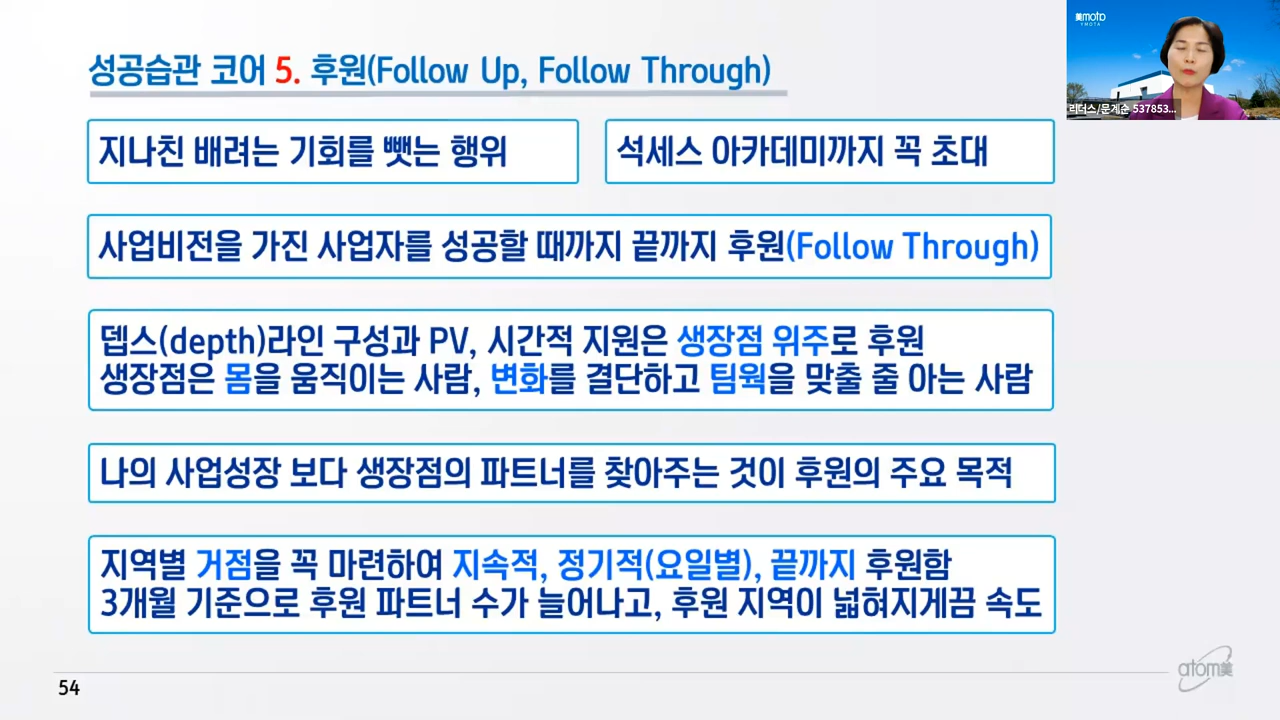 성공습관 코어 5. 후원(Follow Up, Follow Through)
지나친 배려는 기회를 뺏는 행위
석세스 아카데미까지 꼭 초대
사업비전을 가진 사업자를 성공할 때까지 끝까지 후원(Follow Through)
뎁스(depth)라인 구성과 PV, 시간적 지원은 생장점 위주로 후원
생장점은 몸을 움직이는 사람, 변화를 결단하고 팀웍을 맞출 줄 아는 사람
나의 사업성장 보다 생장점의 파트너를 찾아주는 것이 후원의 주요 목적
지역별 거점을 꼭 마련하여 지속적, 정기적(요일별), 끝까지 후원함
3개월 기준으로 후원 파트너 수가 늘어나고, 후원 지역이 넓혀지게끔 속도
54
atom美
美mota
YMOTA
리더스/문계순 537853...